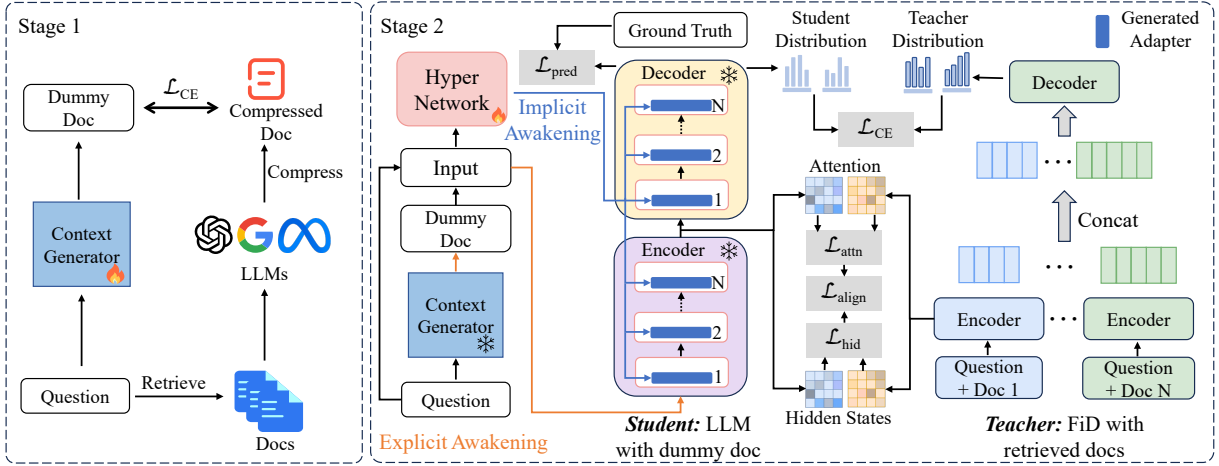 Stage 1
Dummy
Doc
𝓛CE
Compressed
Doc
Compress
Context
Generator
LLMs
Question
Retrieve
Docs
Stage 2
Hyper
Network
Input
Dummy
Doc
Context
Generator
Question
Explicit Awakening
Implicit
Awakening
Ground Truth
𝓛pred
Decoder
N
2
1
Encoder
N
2
1
Student: LLM
with dummy doc
Student
Distribution
Teacher
Distribution
𝓛CE
Generated
Adapter
Attention
𝓛attn
𝓛align
𝓛hid
Hidden States
Decoder
Concat
Encoder
Encoder
Question
+ Doc 1
Question
+ Doc N
Teacher: FiD with
retrieved docs